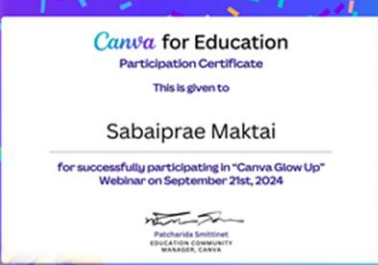 Canva for Education
Participation Certificate
This is given to
Sabaiprae Maktai
for successfully participating in "Canva Glow Up"
Webinar on September 21st, 2024
Patcharida Smittinet
EDUCATION COMMUNITY
MANAGER, CANVA